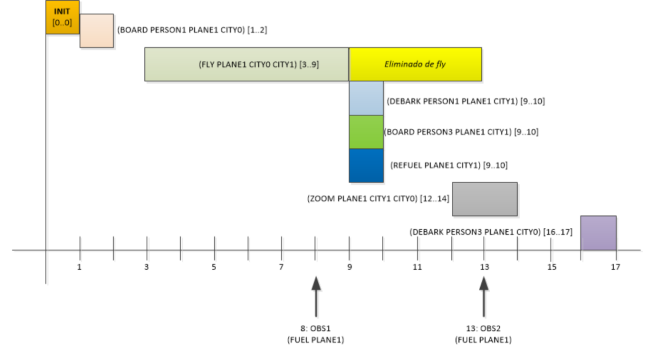 INIT
[0..0]
(BOARD PERSON1 PLANE1 CITY0) [1..2]
(FLY PLANE1 CITY0 CITY1) [3..9]
Eliminado de fly
(DEBARK PERSON1 PLANE1 CITY1) [9..10]
(BOARD PERSON3 PLANE1 CITY1) [9..10]
(REFUEL PLANE1 CITY1) [9..10]
(ZOOM PLANE1 CITY1 CITY0) [12..14]
(DEBARK PERSON3 PLANE1 CITY0) [16..17]
1 3 5 7 9 11 13 15 17
8: OBS1
(FUEL PLANE1)
13: OBS2
(FUEL PLANE1)